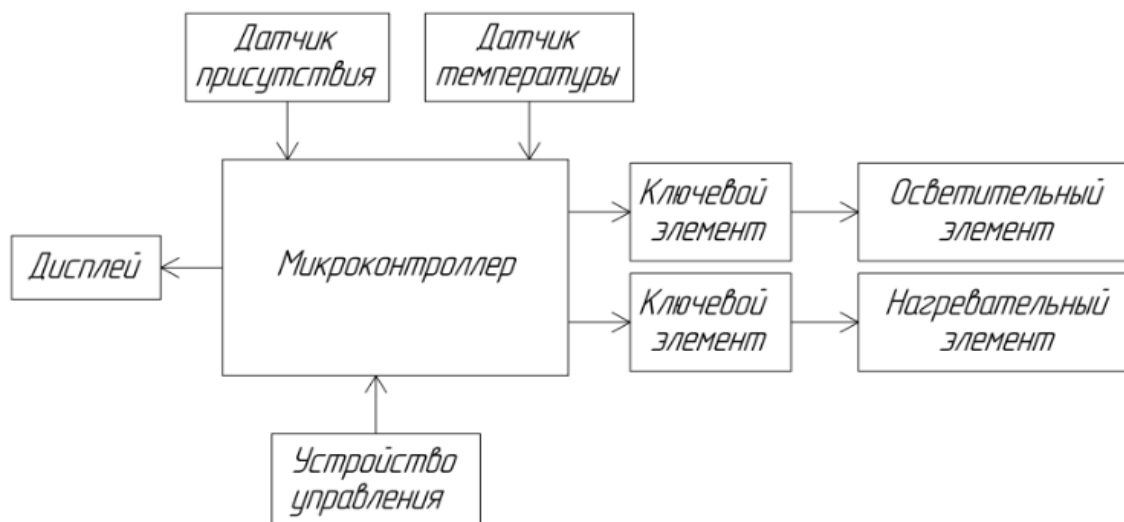 Датчик
присутствия
Датчик
температуры
Ключевой
элемент
Осветительный
элемент
Дисплей
Микроконтроллер
Ключевой
элемент
Нагревательный
элемент
Устройство
управления